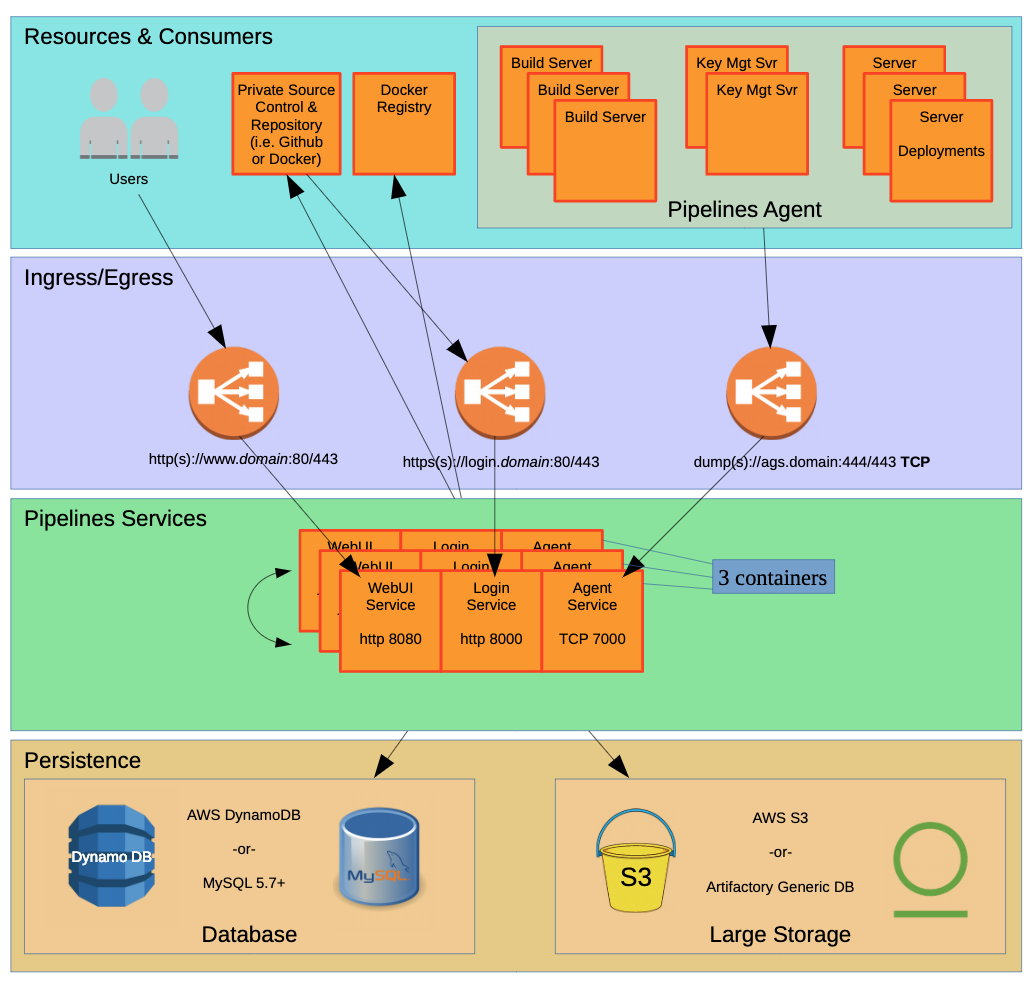 Resources & Consumers
Users
Private Source
Control &
Repository
(i.e. Github
or Docker)
Docker
Registry
Build Server
Build Server
Build Server
Key Mgt Svr
Key Mgt Svr
Server
Server
Server
Deployments
Pipelines Agent
Ingress/Egress
http(s)://www.domain:80/443
https(s)://login.domain:80/443
dump(s)://ags.domain:444/443 TCP
Pipelines Services
WebUI
Login
Agent
WebUI
Login
Agent
WebUI
Service
http 8080
Login
Service
http 8000
Agent
Service
TCP 7000
3 containers
Persistence
Dynamo DB
AWS DynamoDB
-or-
MySQL 5.7+
MySQL
Database
S3
AWS S3
-or-
Artifactory Generic DB
Large Storage